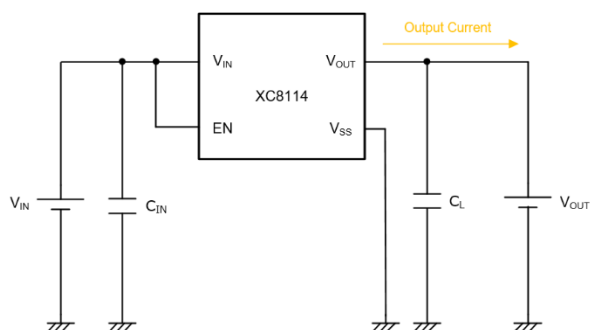 Output Current
VIN
VOUT
XC8114
EN
VSS
VIN
CIN
CL
VOUT